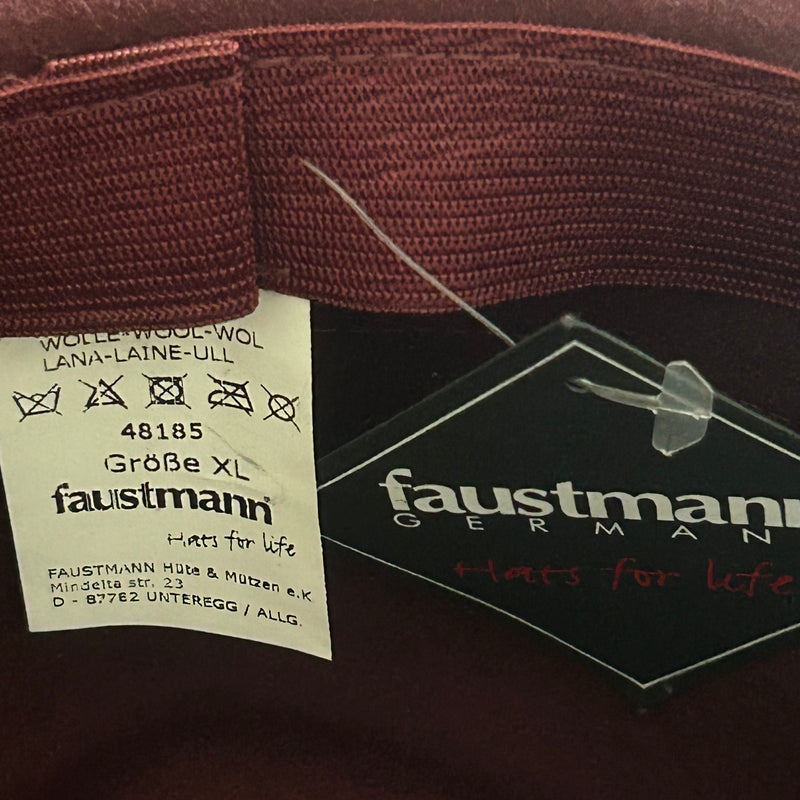 WOLLE-WOOL-WOL
LANA-LAINE-ULL
48185
Größe XL
faustmann
Hats for life
FAUSTMANN Hüte & Mützen e.K
Mindelta str. 23
D - 87762 UNTEREGG / ALLG.
faustmann
GERMAN
Hats for life